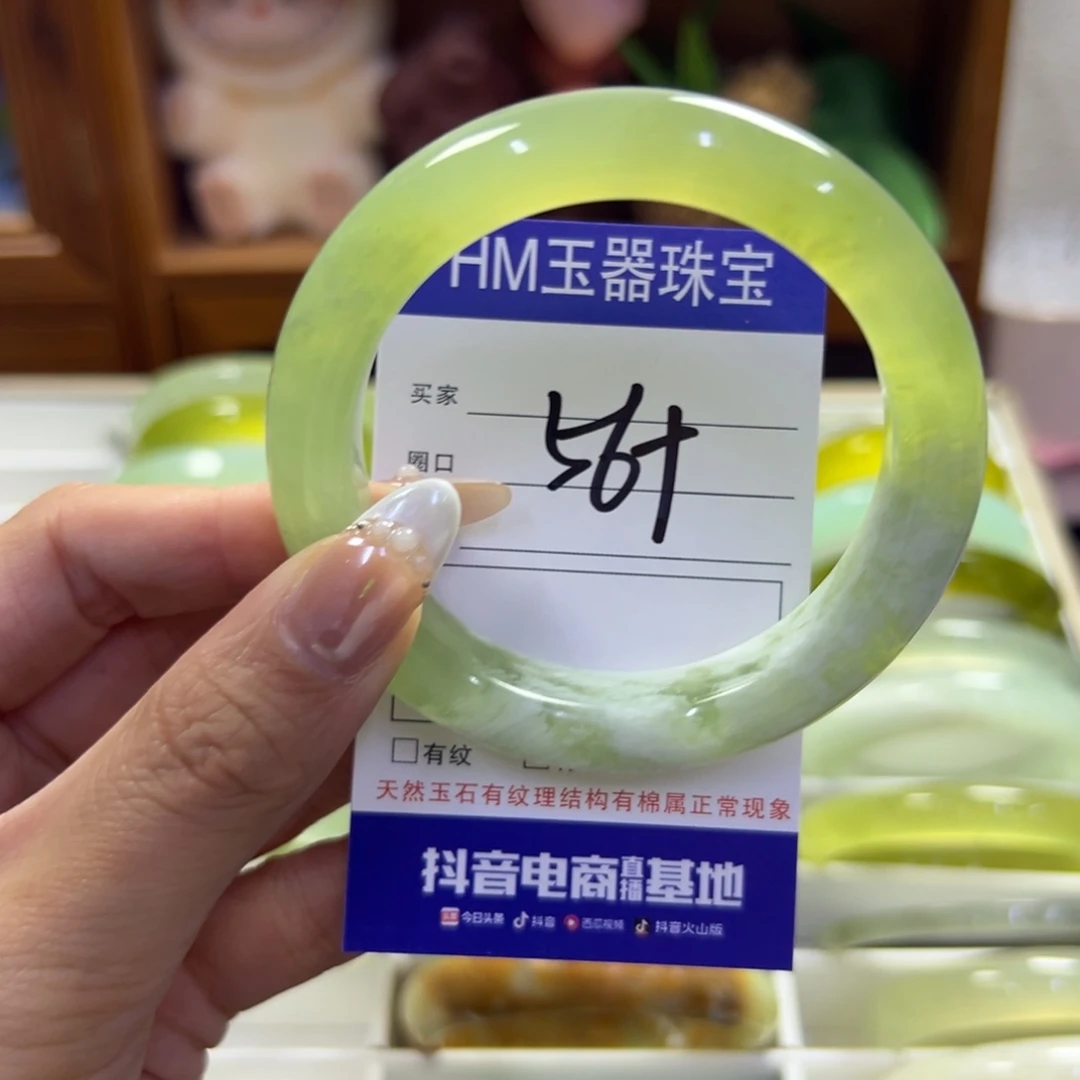 HM玉器珠宝
买家
圈口
56+
有纹
天然玉石有纹理结构有棉属正常现象
抖音电商直播基地
今日头条 抖音 西瓜视频 抖音火山版